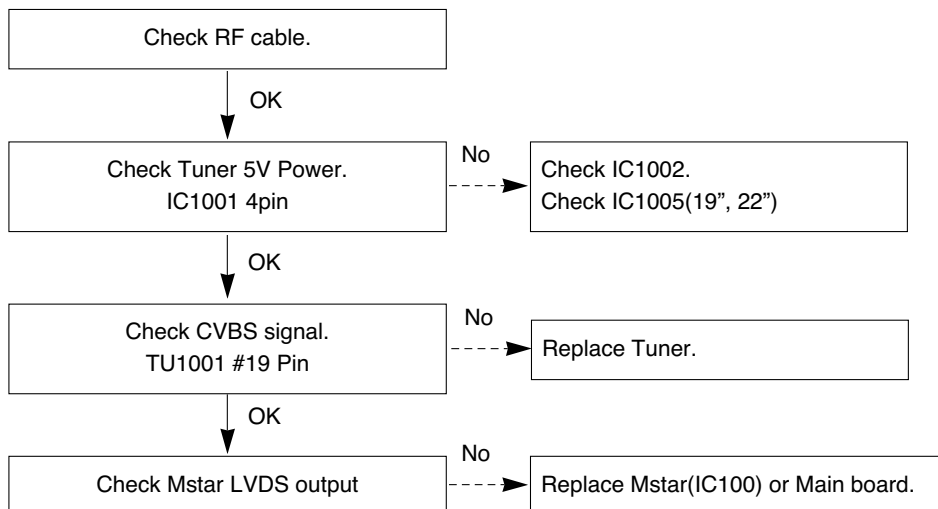 Check RF cable.
OK
Check Tuner 5V Power.
IC1001 4pin
No
Check IC1002.
Check IC1005(19”, 22”)
OK
Check CVBS signal.
TU1001 #19 Pin
No
Replace Tuner.
OK
Check Mstar LVDS output
No
Replace Mstar(IC100) or Main board.